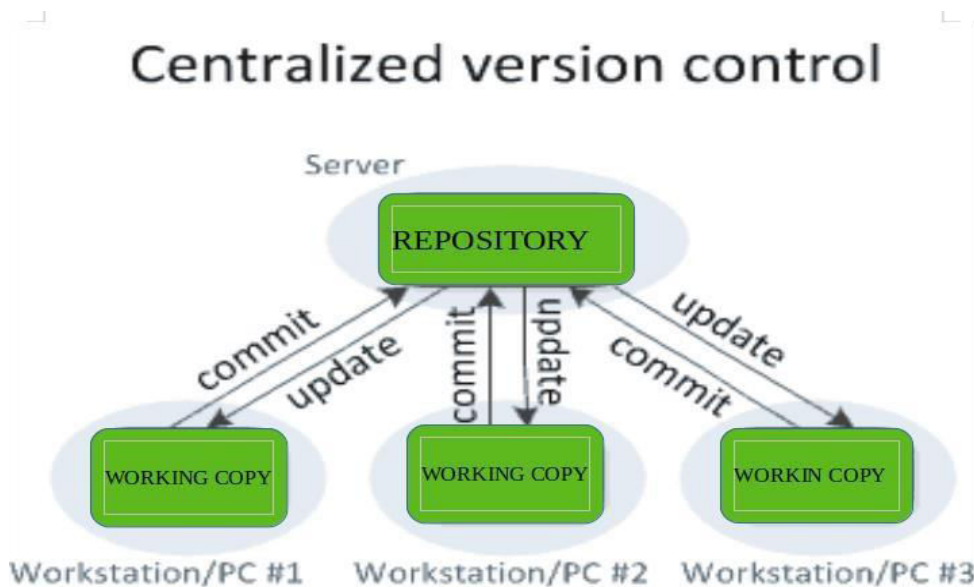 Centralized version control
Server
REPOSITORY
commit
update
commit
update
commit
update
WORKING COPY
WORKING COPY
WORKIN COPY
Workstation/PC #1
Workstation/PC #2
Workstation/PC #3